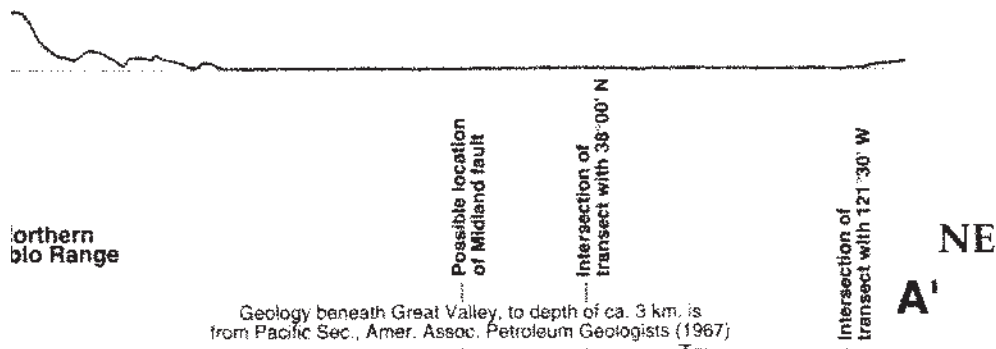 Possible location
of Midland fault
Intersection of
transect with 38°00' N
Intersection of
transect with 121°30' W
orthern
blo Range
NE
A'
Geology beneath Great Valley, to depth of ca. 3 km. is
from Pacific Sec., Amer. Assoc. Petroleum Geologists (1967)